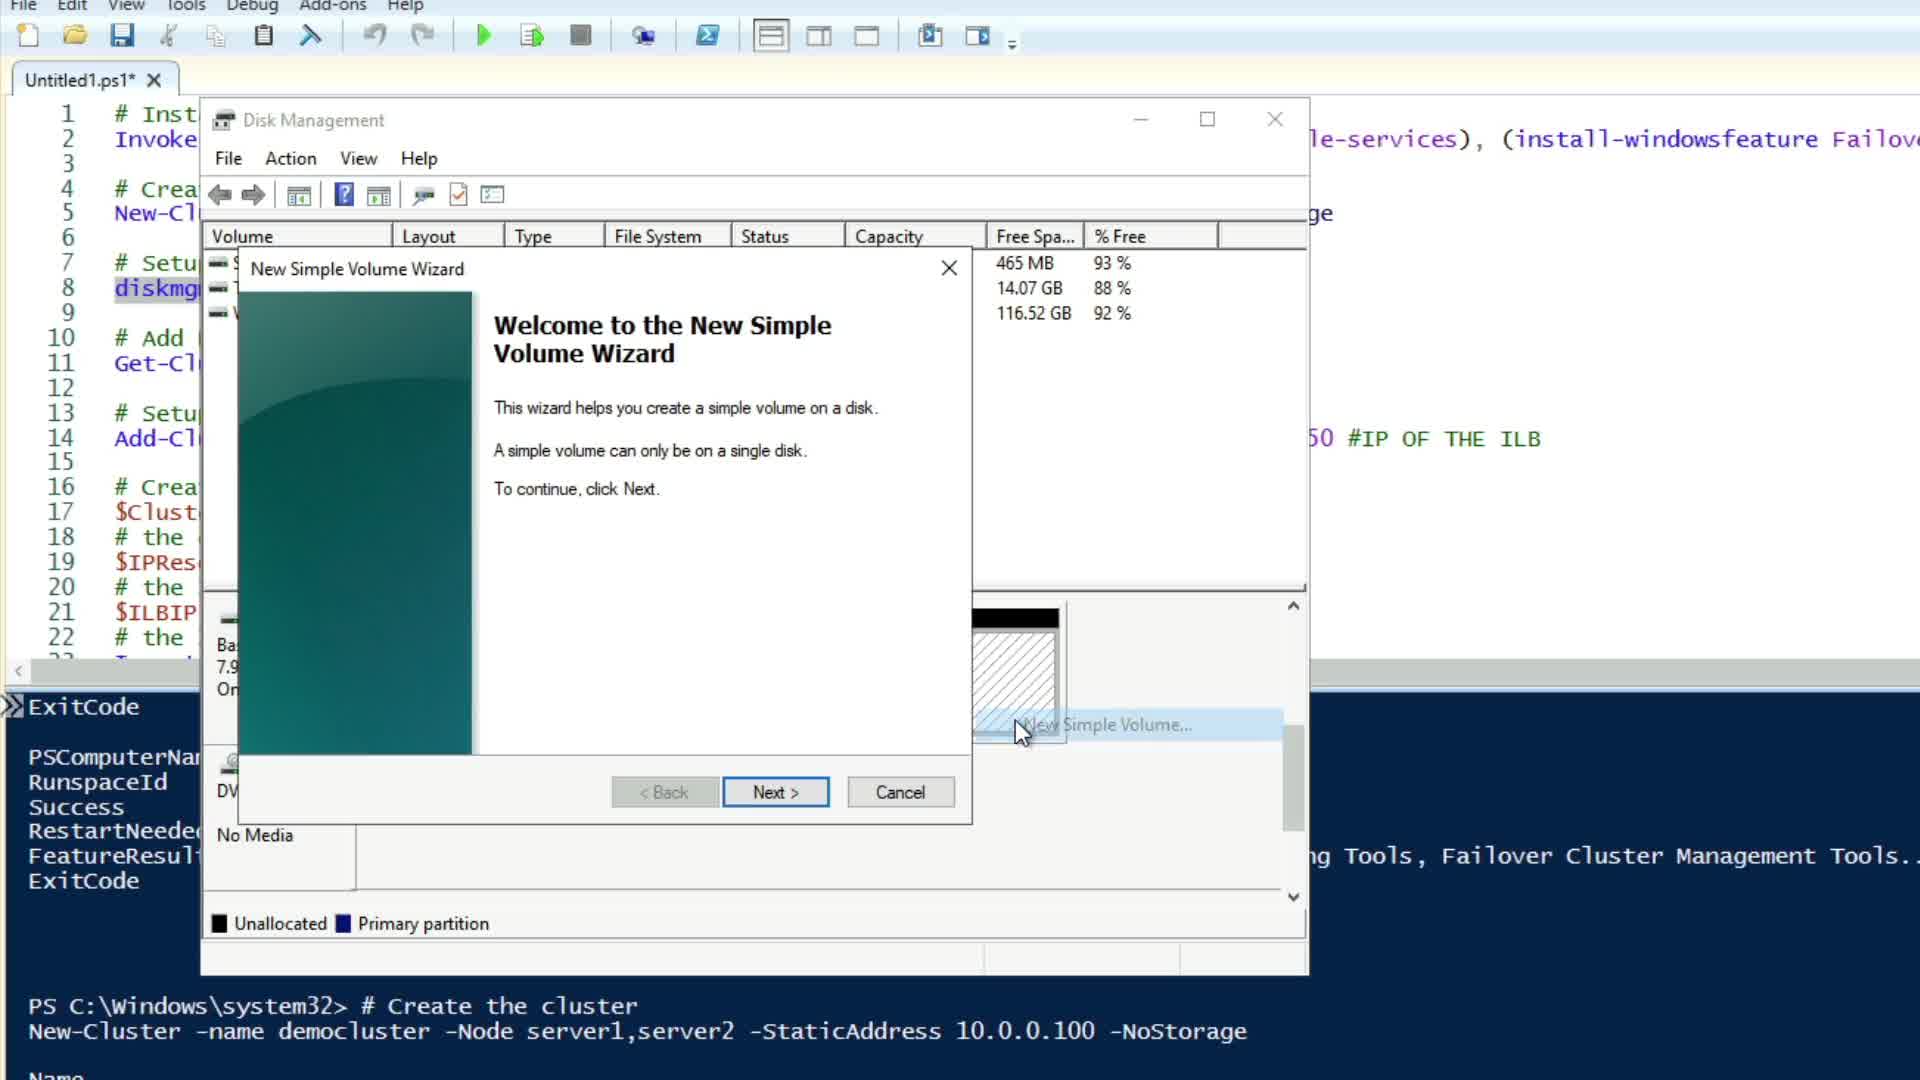 File Edit View Tools Debug Add-ons Help
Untitled1.ps1*
1 # Inst
2 Invoke le-services), (install-windowsfeature Failov
3
4 # Crea
5 New-Cl ge
6
7 # Setu
8 diskmg
9
10 # Add
11 Get-Cl
12
13 # Setu
14 Add-Cl 50 #IP OF THE ILB
15
16 # Crea
17 $Clust
18 # the
19 $IPRes
20 # the
21 $ILBIP
22 # the
Disk Management
File Action View Help
Volume Layout Type File System Status Capacity Free Spa... % Free
465 MB 93 %
14.07 GB 88 %
116.52 GB 92 %
New Simple Volume Wizard
Welcome to the New Simple
Volume Wizard
This wizard helps you create a simple volume on a disk.
A simple volume can only be on a single disk.
To continue, click Next.
< Back Next > Cancel
Bas
7.9
On
New Simple Volume...
DV
No Media
Unallocated Primary partition
ExitCode
PSComputerNam
RunspaceId
Success
RestartNeeded
FeatureResult ng Tools, Failover Cluster Management Tools..
ExitCode
PS C:\Windows\system32> # Create the cluster
New-Cluster -name democluster -Node server1,server2 -StaticAddress 10.0.0.100 -NoStorage
Name